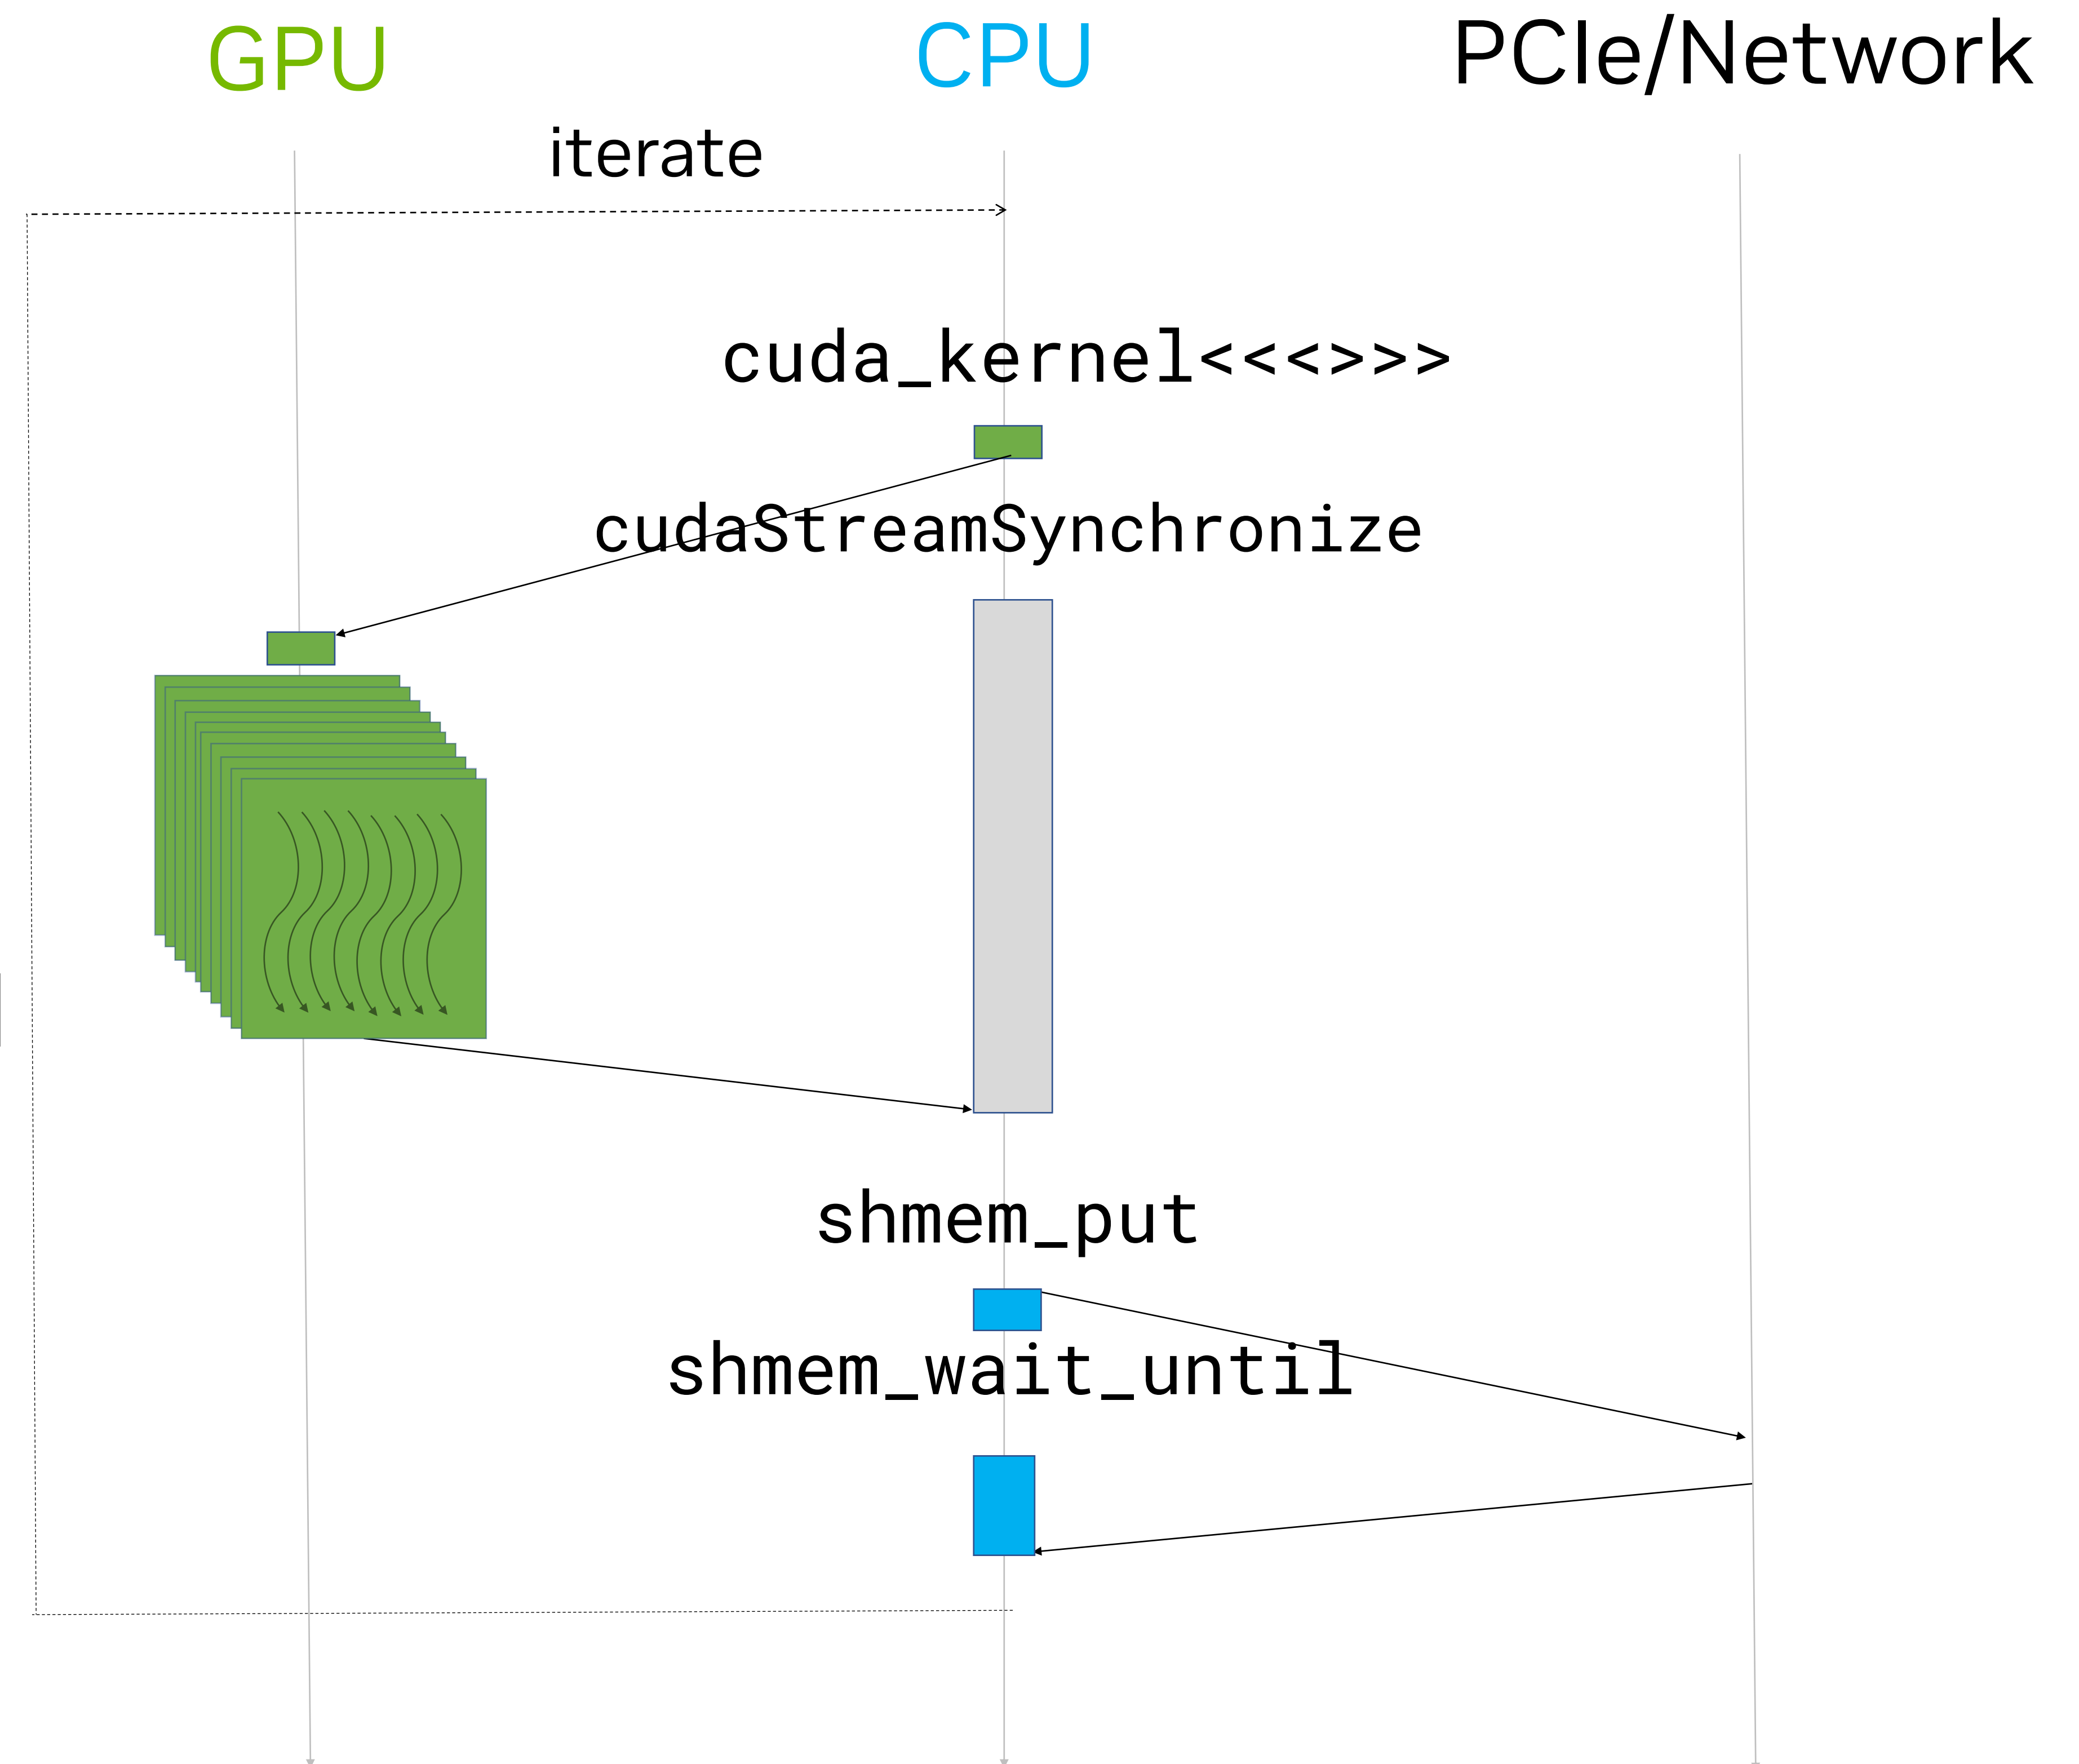 GPU
CPU
PCIe/Network
iterate
cuda_kernel<<<>>>
cudaStreamSynchronize
shmem_put
shmem_wait_until